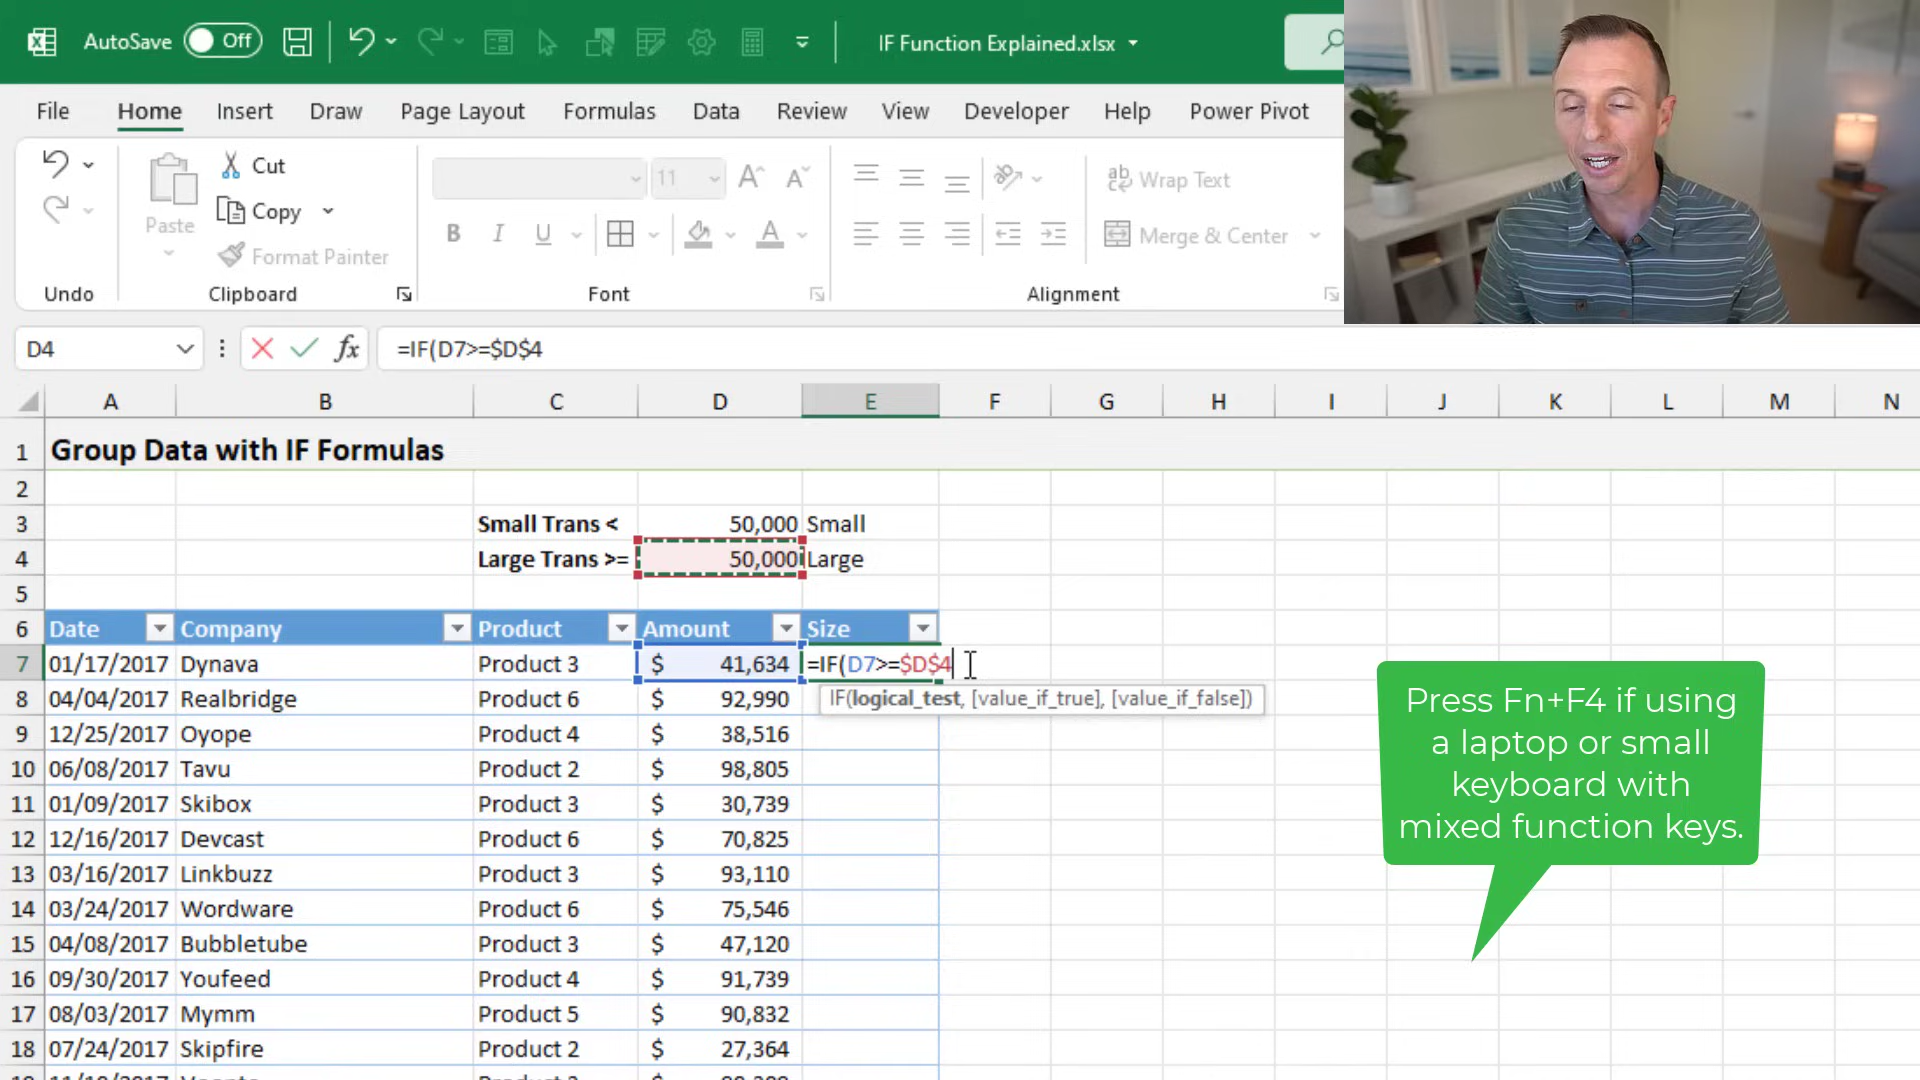 AutoSave Off IF Function Explained.xlsx
File Home Insert Draw Page Layout Formulas Data Review View Developer Help Power Pivot
Cut
Copy
Paste
Format Painter
11
B I U A
ab Wrap Text
Merge & Center
Undo Clipboard Font Alignment
D4 fx =IF(D7>=$D$4
A B C D E F G H I J K L M N
1 Group Data with IF Formulas
2
3 Small Trans < 50,000 Small
4 Large Trans >= 50,000 Large
5
6 Date Company Product Amount Size
7 01/17/2017 Dynava Product 3 $ 41,634 =IF(D7>=$D$4
IF(logical_test, [value_if_true], [value_if_false])
8 04/04/2017 Realbridge Product 6 $ 92,990
9 12/25/2017 Oyope Product 4 $ 38,516
10 06/08/2017 Tavu Product 2 $ 98,805
11 01/09/2017 Skibox Product 3 $ 30,739
12 12/16/2017 Devcast Product 6 $ 70,825
13 03/16/2017 Linkbuzz Product 3 $ 93,110
14 03/24/2017 Wordware Product 6 $ 75,546
15 04/08/2017 Bubbletube Product 3 $ 47,120
16 09/30/2017 Youfeed Product 4 $ 91,739
17 08/03/2017 Mymm Product 5 $ 90,832
18 07/24/2017 Skipfire Product 2 $ 27,364
Press Fn+F4 if using
a laptop or small
keyboard with
mixed function keys.